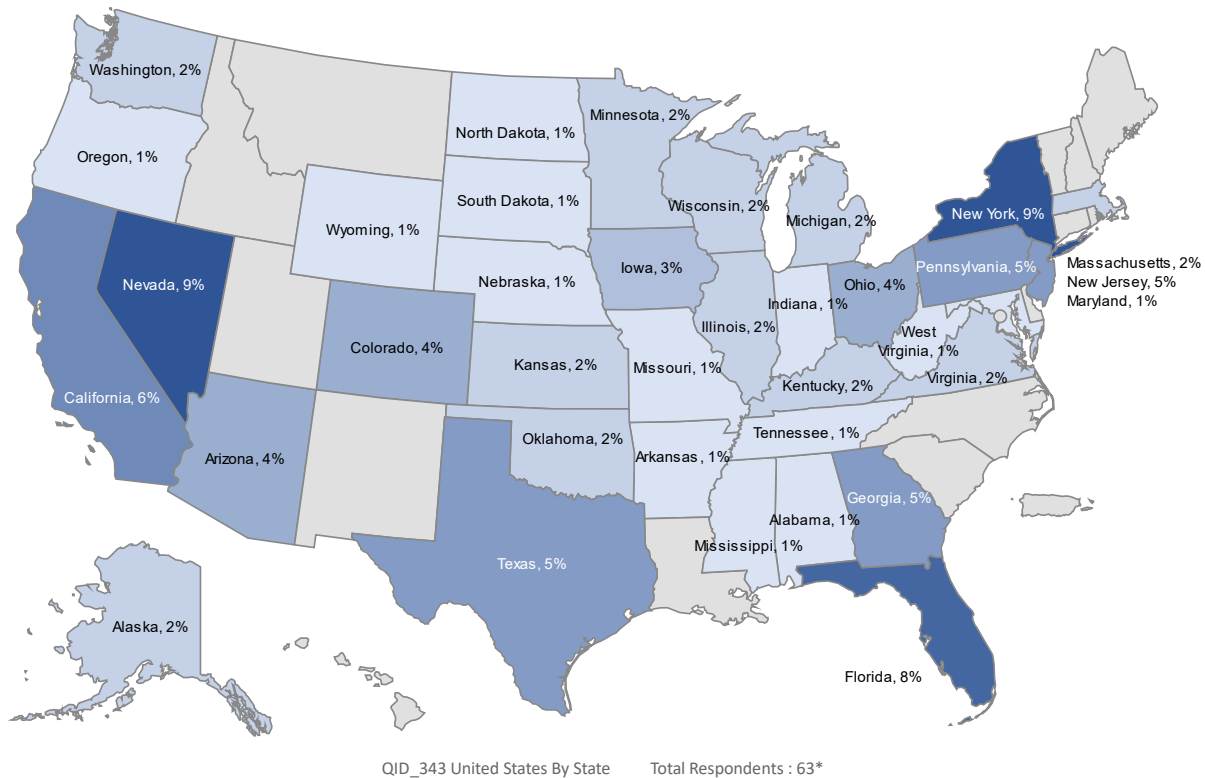 Washington, 2%
Oregon, 1%
North Dakota, 1%
Minnesota, 2%
South Dakota, 1%
Wisconsin, 2%
Michigan, 2%
New York, 9%
Wyoming, 1%
Nevada, 9%
Nebraska, 1%
Iowa, 3%
Pennsylvania, 5%
Massachusetts, 2%
New Jersey, 5%
Maryland, 1%
Ohio, 4%
Indiana, 1%
Illinois, 2%
West
Virginia, 1%
Colorado, 4%
Kansas, 2%
Missouri, 1%
Kentucky, 2%
Virginia, 2%
California, 6%
Arizona, 4%
Oklahoma, 2%
Tennessee, 1%
Arkansas, 1%
Georgia, 5%
Alabama, 1%
Mississippi, 1%
Texas, 5%
Alaska, 2%
Florida, 8%
QID_343 United States By State Total Respondents : 63*